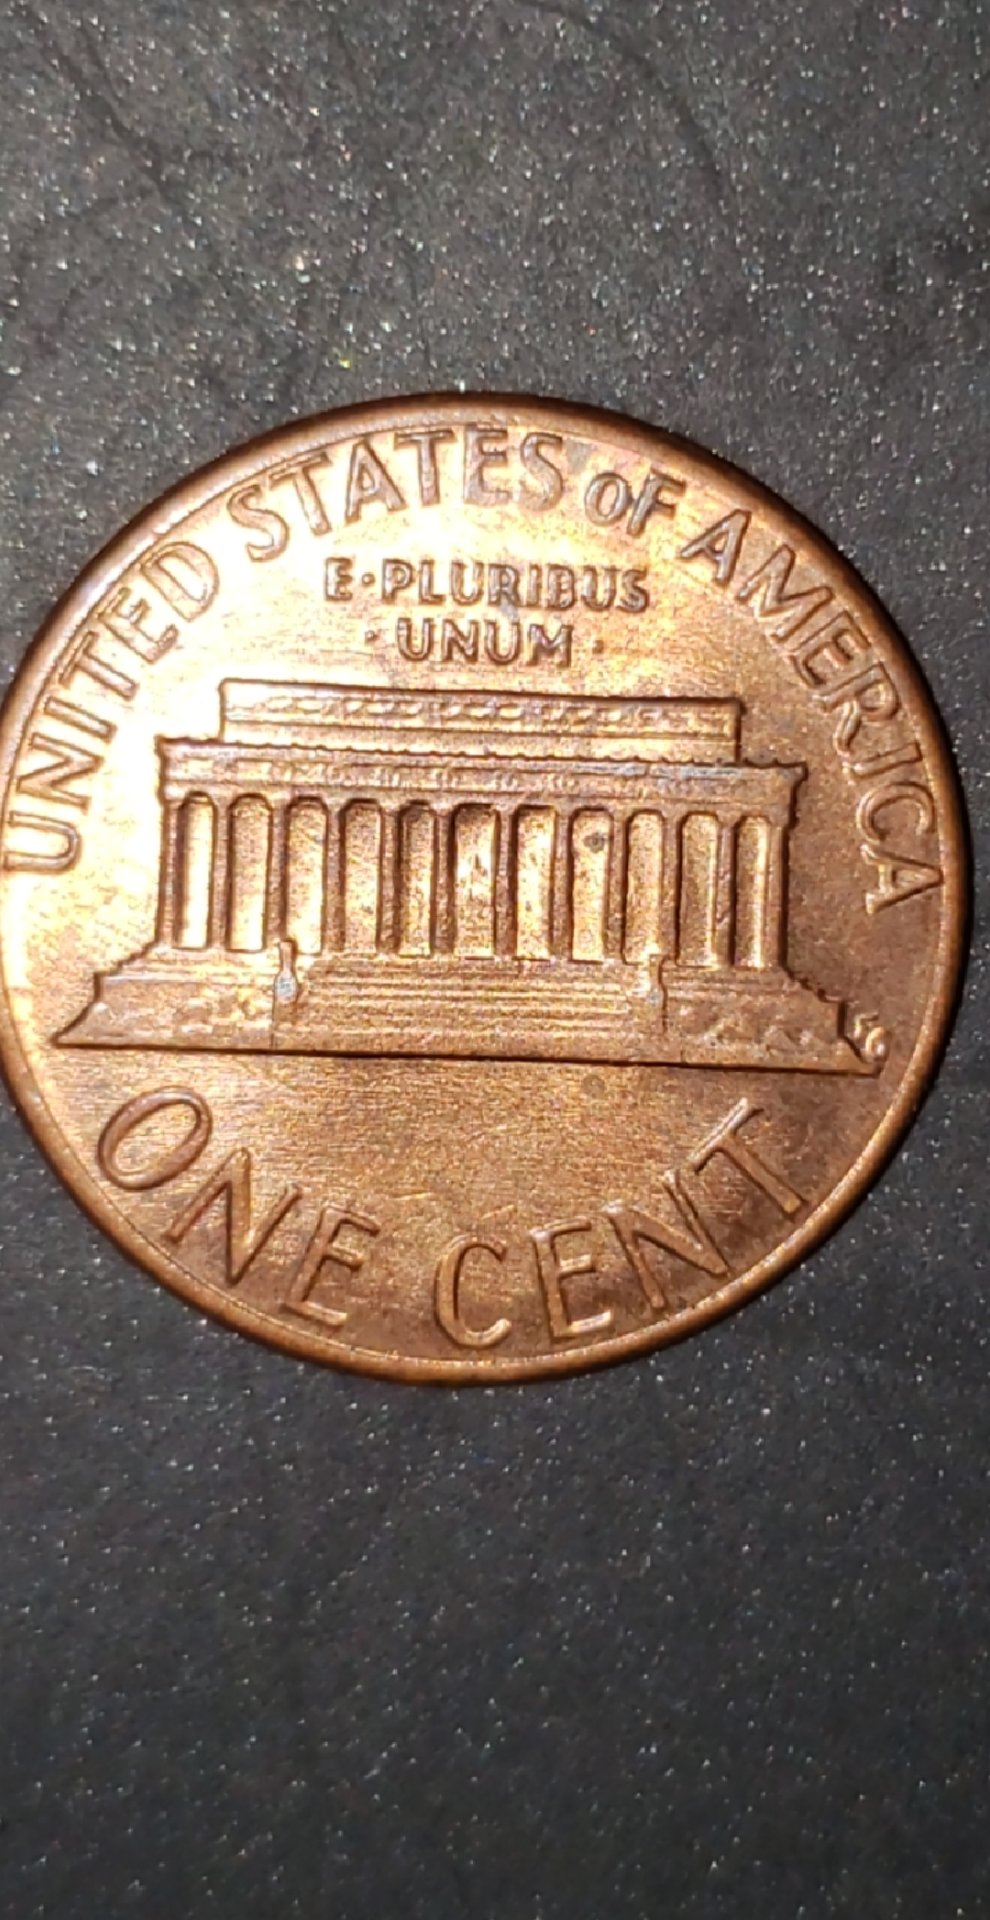 UNITED STATES OF AMERICA
E·PLURIBUS
·UNUM·
ONE CENT